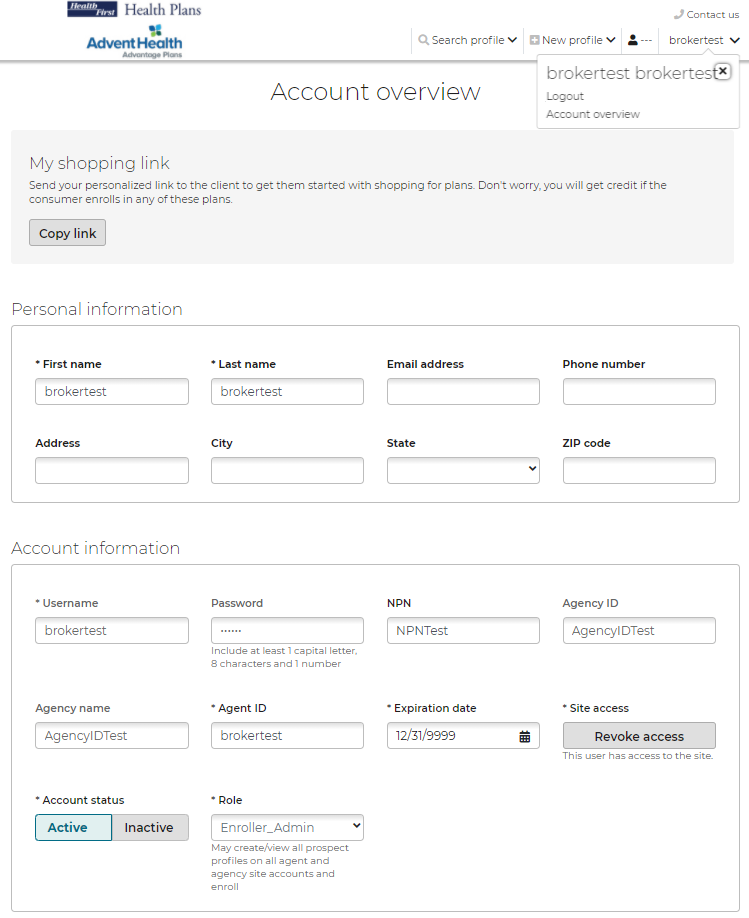 Health First Health Plans
Contact us
AdventHealth
Advantage Plans
Search profile
New profile
---
brokertest
brokertest brokertest
Logout
Account overview
Account overview
My shopping link
Send your personalized link to the client to get them started with shopping for plans. Don't worry, you will get credit if the
consumer enrolls in any of these plans.
Copy link
Personal information
* First name
* Last name
Email address
Phone number
brokertest
brokertest
Address
City
State
ZIP code
Account information
* Username
Password
NPN
Agency ID
brokertest
······
NPNTest
AgencyIDTest
Include at least 1 capital letter,
8 characters and 1 number
Agency name
* Agent ID
* Expiration date
* Site access
AgencyIDTest
brokertest
12/31/9999
Revoke access
This user has access to the site.
* Account status
* Role
Active
Inactive
Enroller_Admin
May create/view all prospect
profiles on all agent and
agency site accounts and
enroll